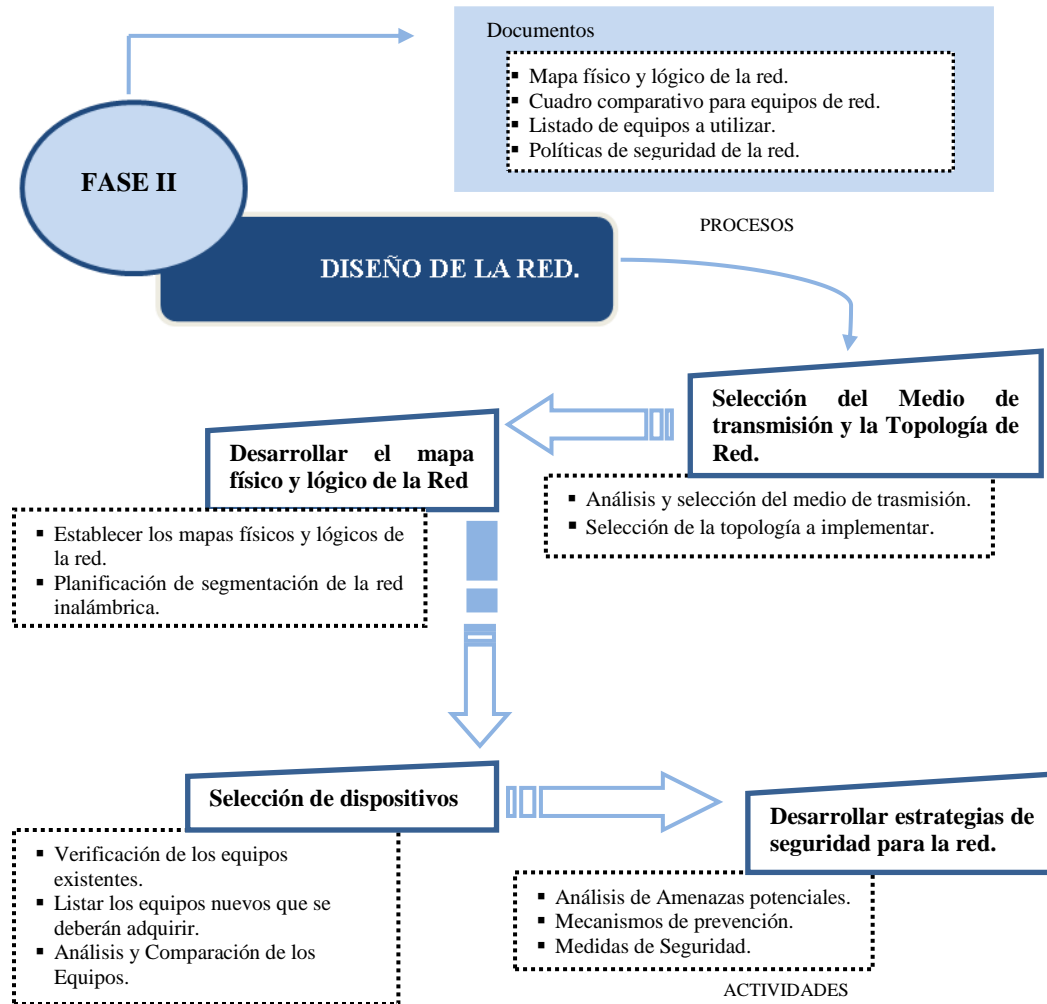 Documentos
▪ Mapa físico y lógico de la red.
▪ Cuadro comparativo para equipos de red.
▪ Listado de equipos a utilizar.
▪ Políticas de seguridad de la red.
FASE II
PROCESOS
DISEÑO DE LA RED.
Selección del Medio de
transmisión y la Topología de
Red.
▪ Análisis y selección del medio de trasmisión.
▪ Selección de la topología a implementar.
Desarrollar el mapa
físico y lógico de la Red
▪ Establecer los mapas físicos y lógicos de
la red.
▪ Planificación de segmentación de la red
inalámbrica.
Selección de dispositivos
▪ Verificación de los equipos
existentes.
▪ Listar los equipos nuevos que se
deberán adquirir.
▪ Análisis y Comparación de los
Equipos.
Desarrollar estrategias de
seguridad para la red.
▪ Análisis de Amenazas potenciales.
▪ Mecanismos de prevención.
▪ Medidas de Seguridad.
ACTIVIDADES